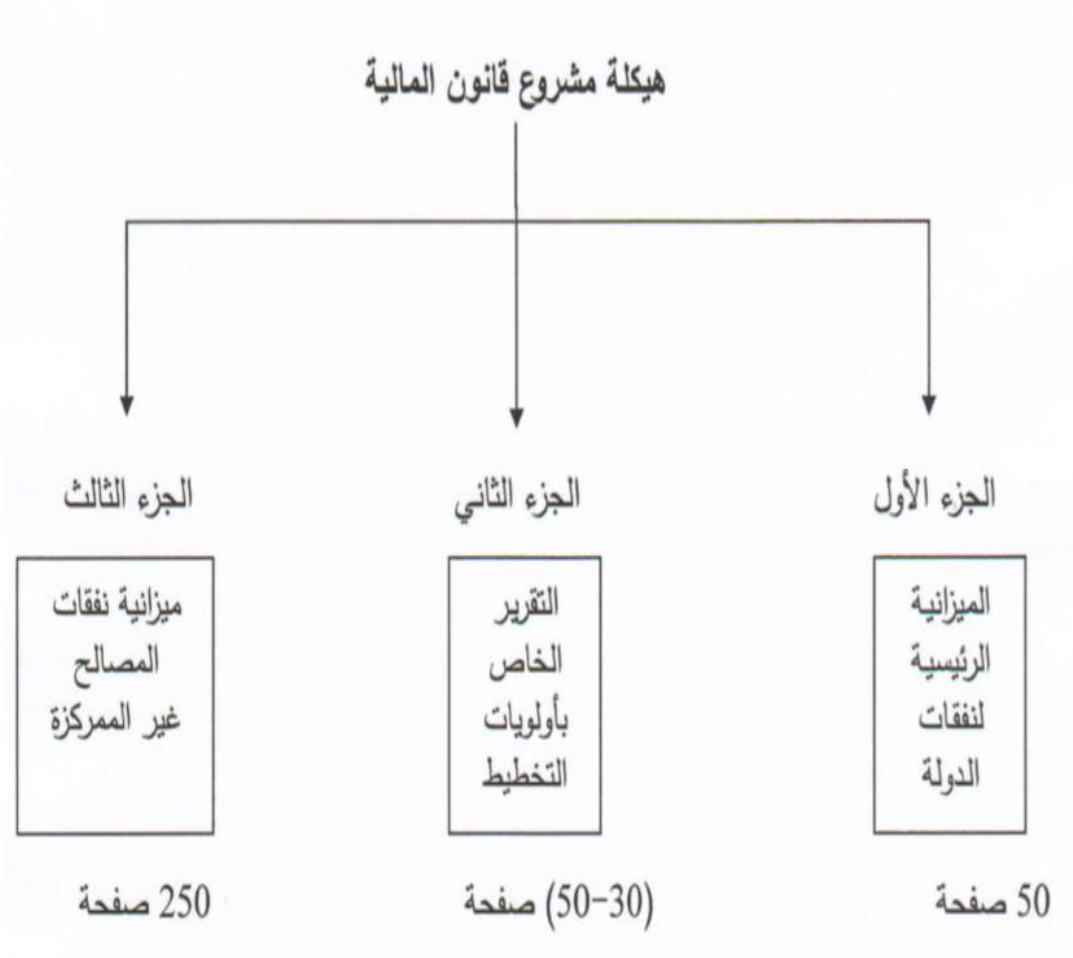 هيكلة مشروع قانون المالية
الجزء الأول
الميزانية
الرئيسية
لنفقات
الدولة
50 صفحة
الجزء الثاني
التقرير
الخاص
بأولويات
التخطيط
(30-50) صفحة
الجزء الثالث
ميزانية نفقات
المصالح
غير الممركزة
250 صفحة